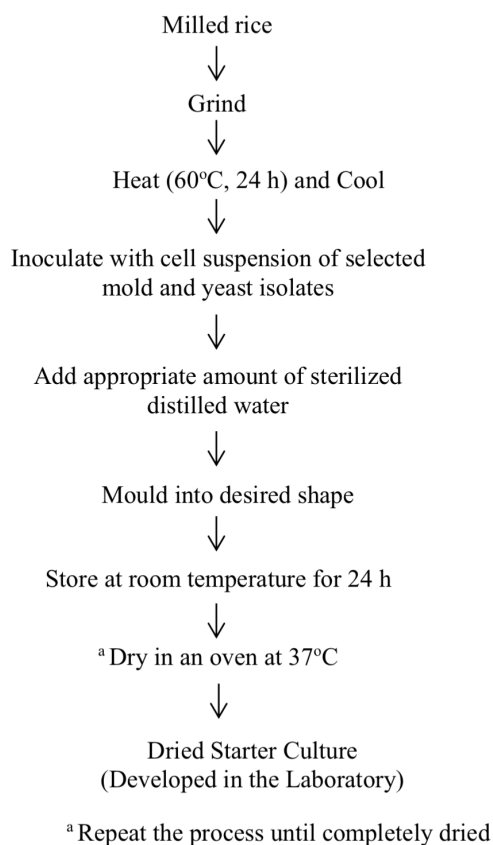 Milled rice
Grind
Heat (60°C, 24 h) and Cool
Inoculate with cell suspension of selected
mold and yeast isolates
Add appropriate amount of sterilized
distilled water
Mould into desired shape
Store at room temperature for 24 h
ᵃ Dry in an oven at 37°C
Dried Starter Culture
(Developed in the Laboratory)
ᵃ Repeat the process until completely dried